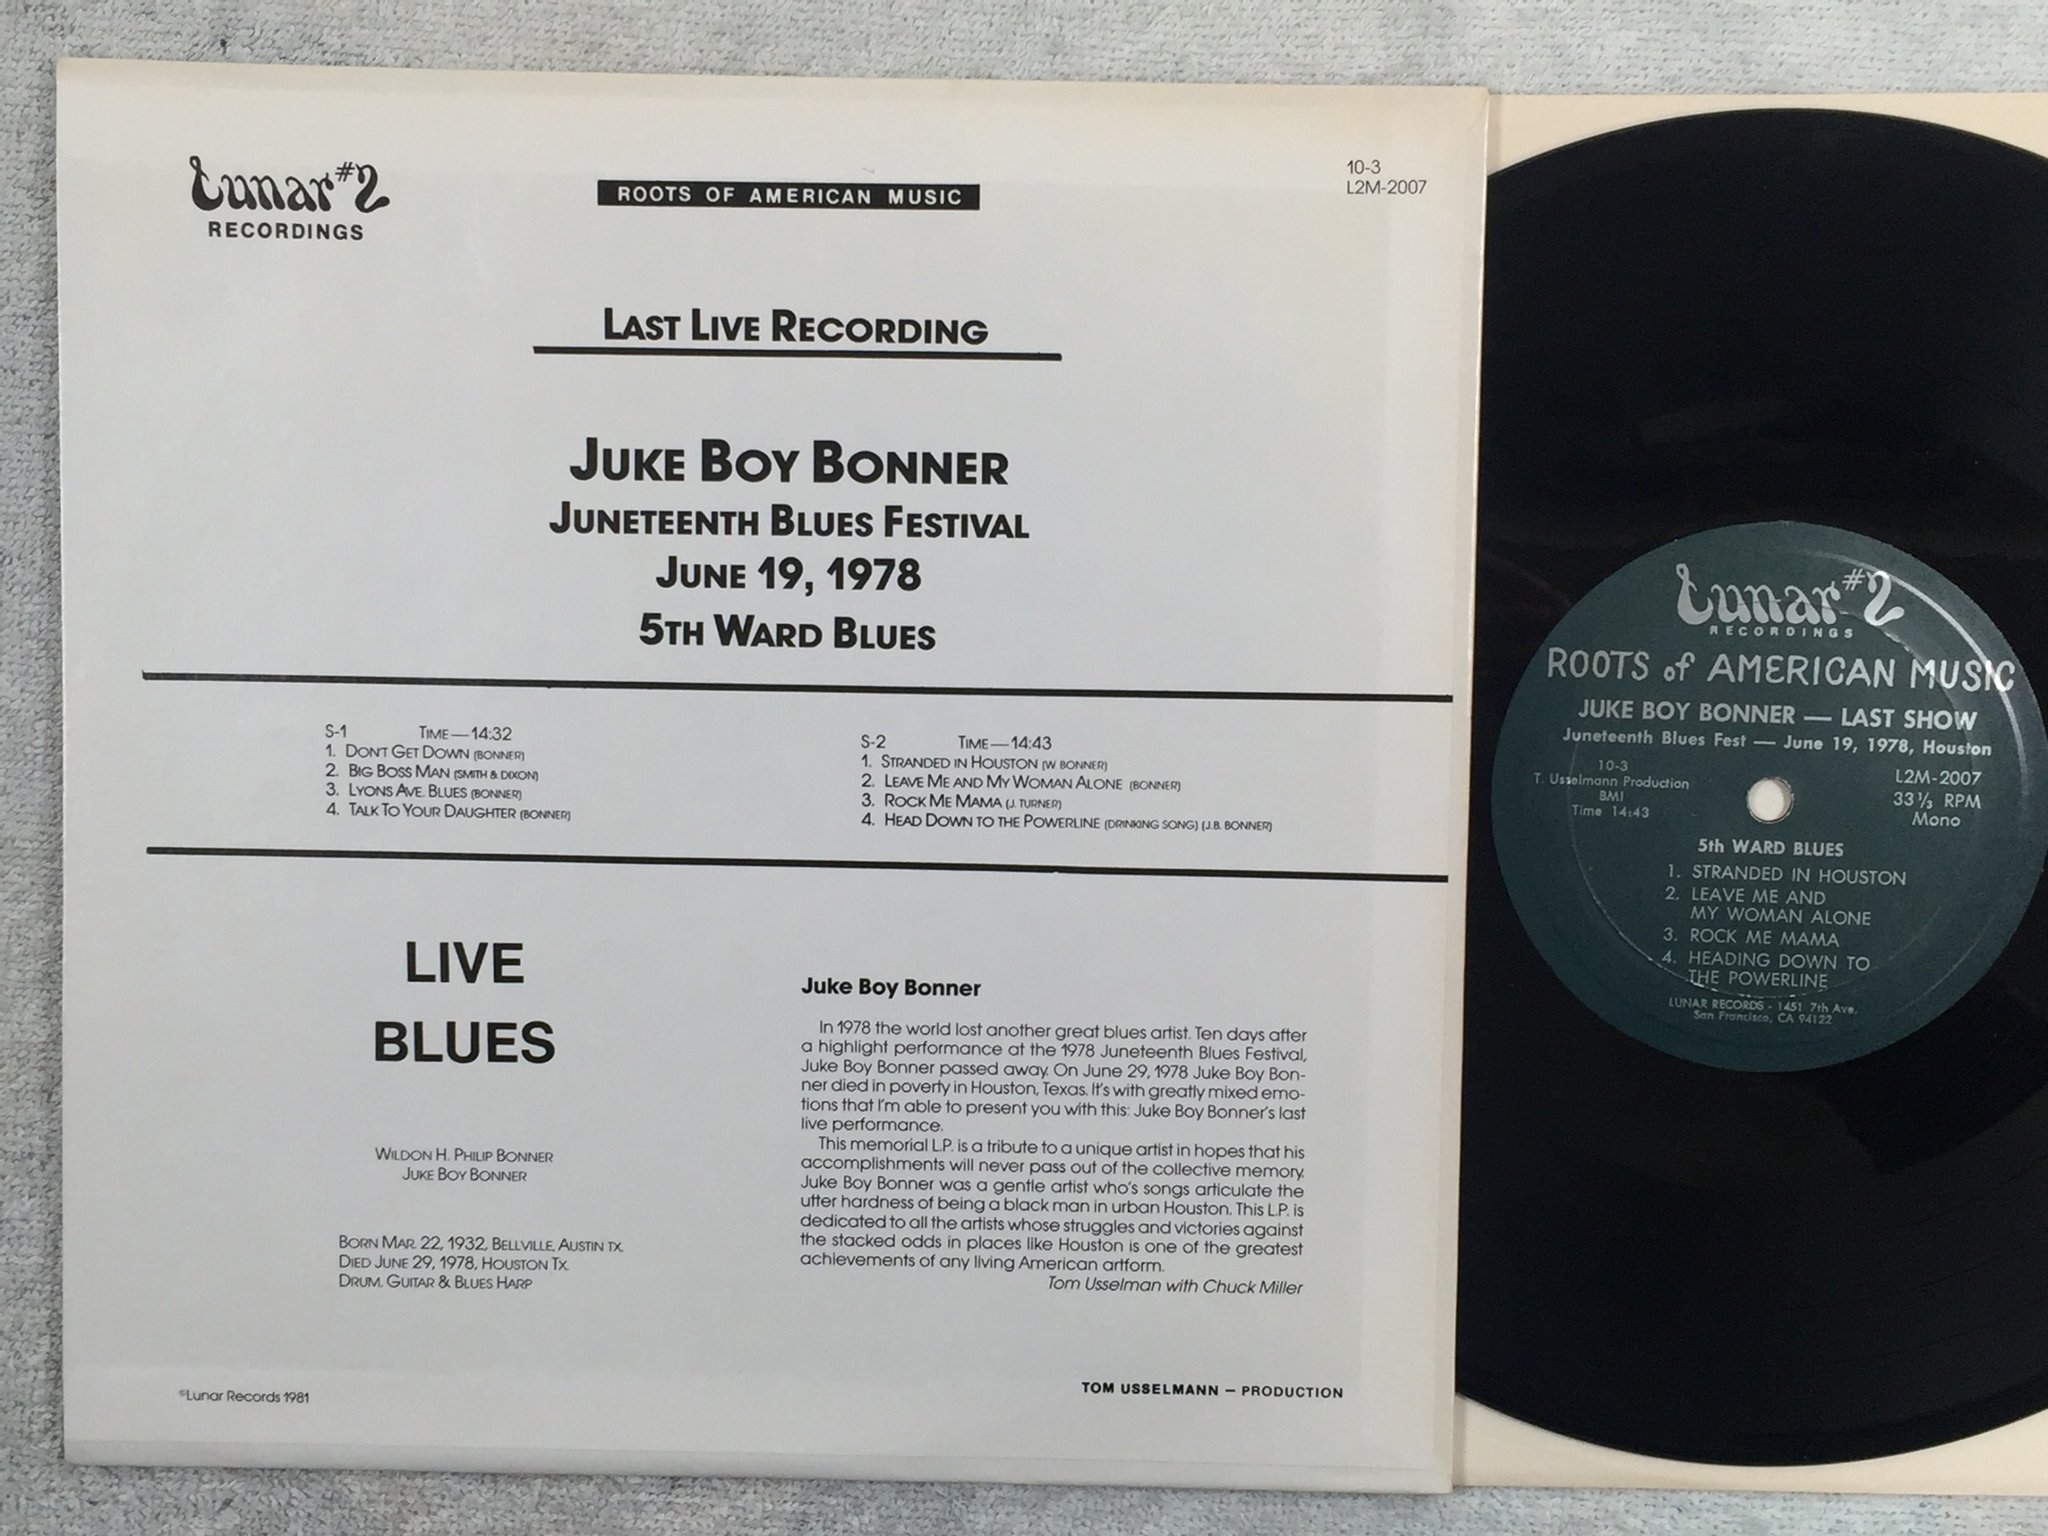 Lunar #2
RECORDINGS
ROOTS OF AMERICAN MUSIC
10-3
L2M-2007
LAST LIVE RECORDING
JUKE BOY BONNER
JUNETEENTH BLUES FESTIVAL
JUNE 19, 1978
5TH WARD BLUES
S-1 TIME—14:32
1. DON'T GET DOWN (BONNER)
2. BIG BOSS MAN (SMITH & DIXON)
3. LYONS AVE. BLUES (BONNER)
4. TALK TO YOUR DAUGHTER (BONNER)
S-2 TIME—14:43
1. STRANDED IN HOUSTON (W. BONNER)
2. LEAVE ME AND MY WOMAN ALONE (BONNER)
3. ROCK ME MAMA (J. TURNER)
4. HEAD DOWN TO THE POWERLINE (DRINKING SONG) (J.B. BONNER)
LIVE
BLUES
WILDON H. PHILIP BONNER
JUKE BOY BONNER
BORN MAR. 22, 1932, BELLVILLE, AUSTIN TX.
DIED JUNE 29, 1978, HOUSTON TX.
DRUM, GUITAR & BLUES HARP
Juke Boy Bonner
In 1978 the world lost another great blues artist. Ten days after
a highlight performance at the 1978 Juneteenth Blues Festival,
Juke Boy Bonner passed away. On June 29, 1978 Juke Boy Bon-
ner died in poverty in Houston, Texas. It's with greatly mixed emo-
tions that I'm able to present you with this: Juke Boy Bonner's last
live performance.
This memorial L.P. is a tribute to a unique artist in hopes that his
accomplishments will never pass out of the collective memory.
Juke Boy Bonner was a gentle artist who's songs articulate the
utter hardness of being a black man in urban Houston. This L.P. is
dedicated to all the artists whose struggles and victories against
the stacked odds in places like Houston is one of the greatest
achievements of any living American artform.
Tom Usselman with Chuck Miller
©Lunar Records 1981
TOM USSELMANN – PRODUCTION
Lunar #2
RECORDINGS
ROOTS of AMERICAN MUSIC
JUKE BOY BONNER — LAST SHOW
Juneteenth Blues Fest — June 19, 1978, Houston
10-3
T. Usselmann Production
BMI
Time 14:43
L2M-2007
33 1/3 RPM
Mono
5th WARD BLUES
1. STRANDED IN HOUSTON
2. LEAVE ME AND
MY WOMAN ALONE
3. ROCK ME MAMA
4. HEADING DOWN TO
THE POWERLINE
LUNAR RECORDS - 1451 7th Ave.
San Francisco, CA 94122